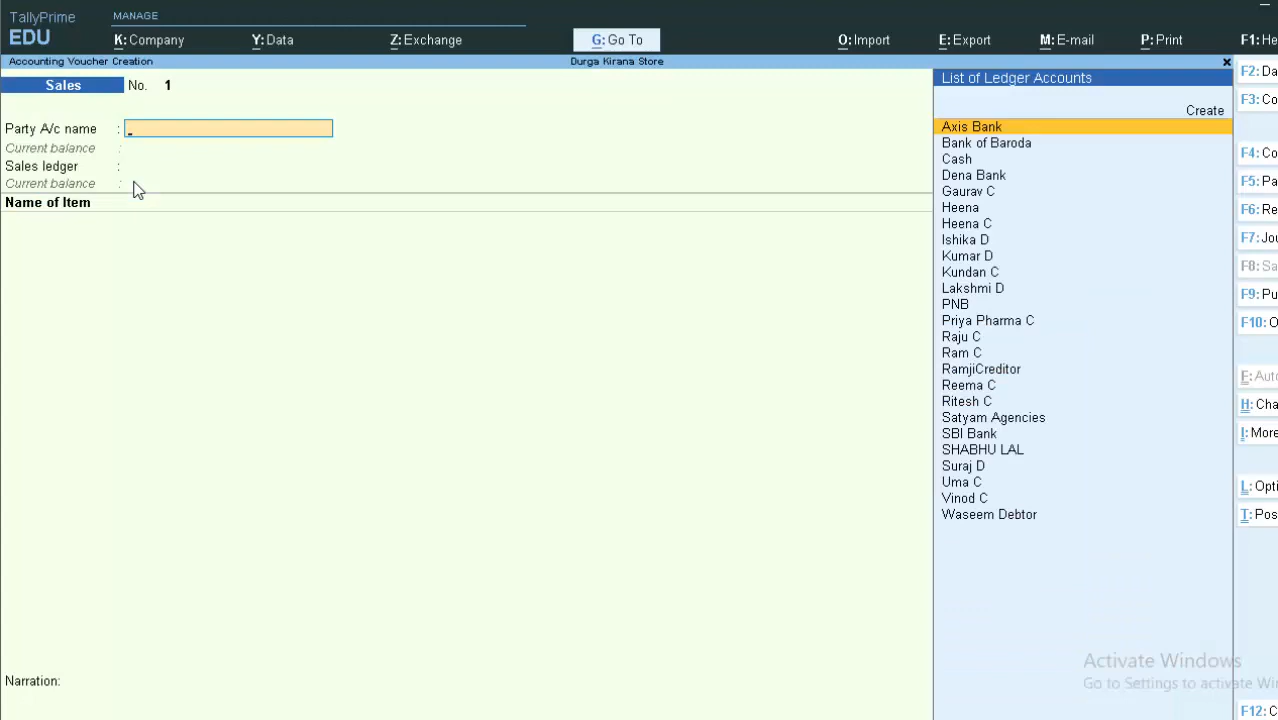 TallyPrime
EDU
MANAGE
K: Company
Y: Data
Z: Exchange
G: Go To
O: Import
E: Export
M: E-mail
P: Print
F1: He
Accounting Voucher Creation
Durga Kirana Store
Sales No. 1
Party A/c name :
Current balance :
Sales ledger :
Current balance :
Name of Item
Narration:
List of Ledger Accounts
Create
Axis Bank
Bank of Baroda
Cash
Dena Bank
Gaurav C
Heena
Heena C
Ishika D
Kumar D
Kundan C
Lakshmi D
PNB
Priya Pharma C
Raju C
Ram C
RamjiCreditor
Reema C
Ritesh C
Satyam Agencies
SBI Bank
SHABHU LAL
Suraj D
Uma C
Vinod C
Waseem Debtor
F2: Da
F3: Co
F4: Co
F5: Pa
F6: Re
F7: Jou
F8: Sa
F9: Pu
F10: O
E: Auto
H: Cha
I: More
L: Opti
T: Pos
F12: C
Activate Windows
Go to Settings to activate Wi